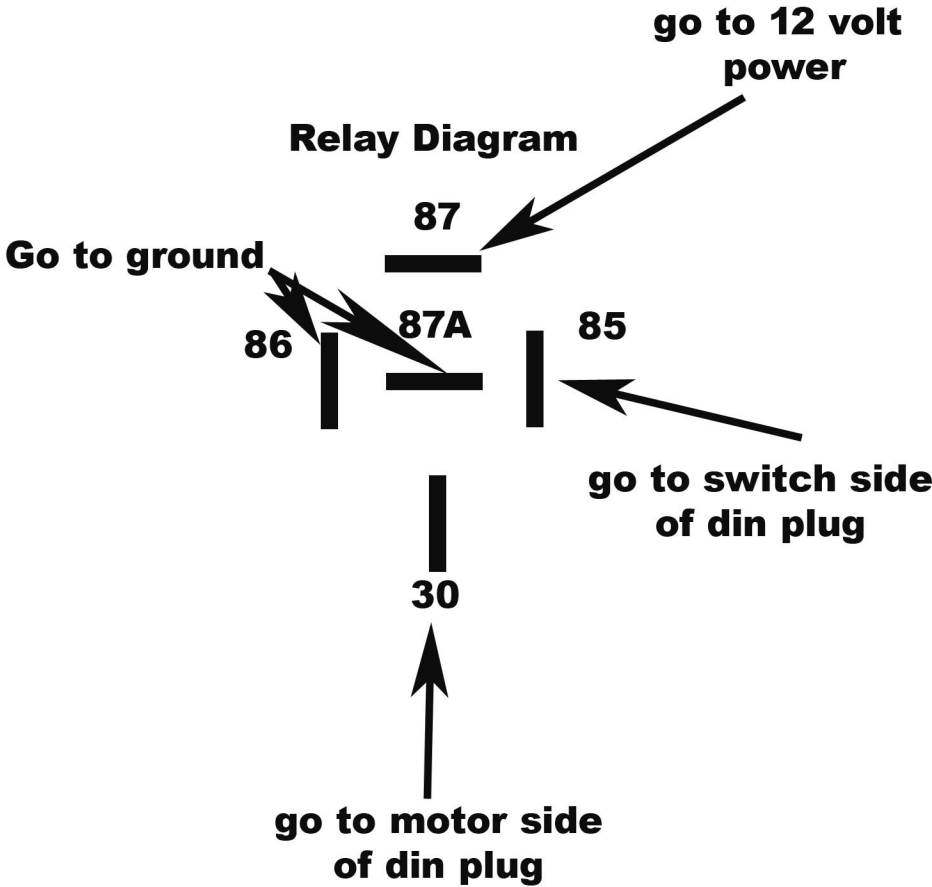 go to 12 volt
power
Relay Diagram
87
Go to ground
87A
86
85
go to switch side
of din plug
30
go to motor side
of din plug